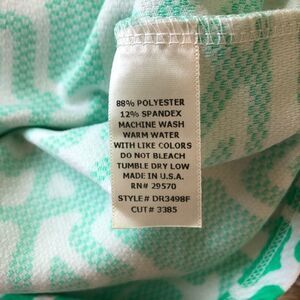 88% POLYESTER
12% SPANDEX
MACHINE WASH
WARM WATER
WITH LIKE COLORS
DO NOT BLEACH
TUMBLE DRY LOW
MADE IN U.S.A.
RN# 29570
STYLE# DR3498F
CUT# 3385